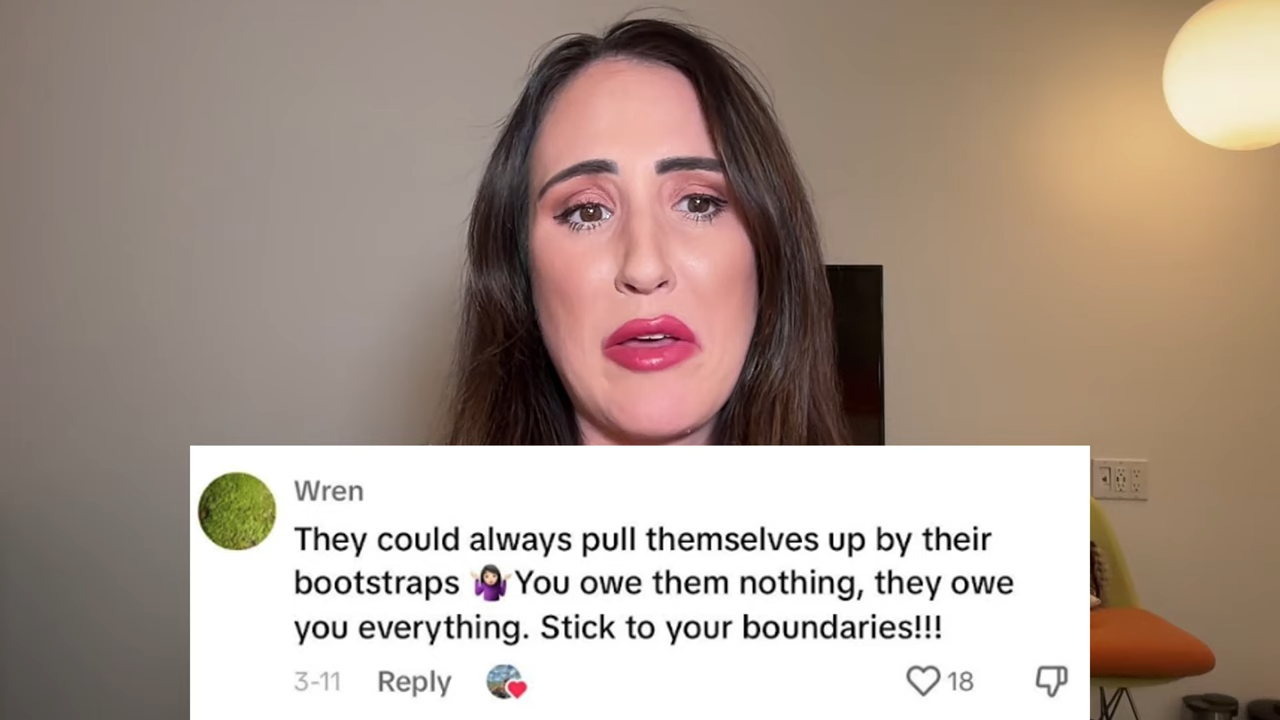 Wren
They could always pull themselves up by their
bootstraps 🤷🏻‍♀️You owe them nothing, they owe
you everything. Stick to your boundaries!!!
3-11 Reply 18